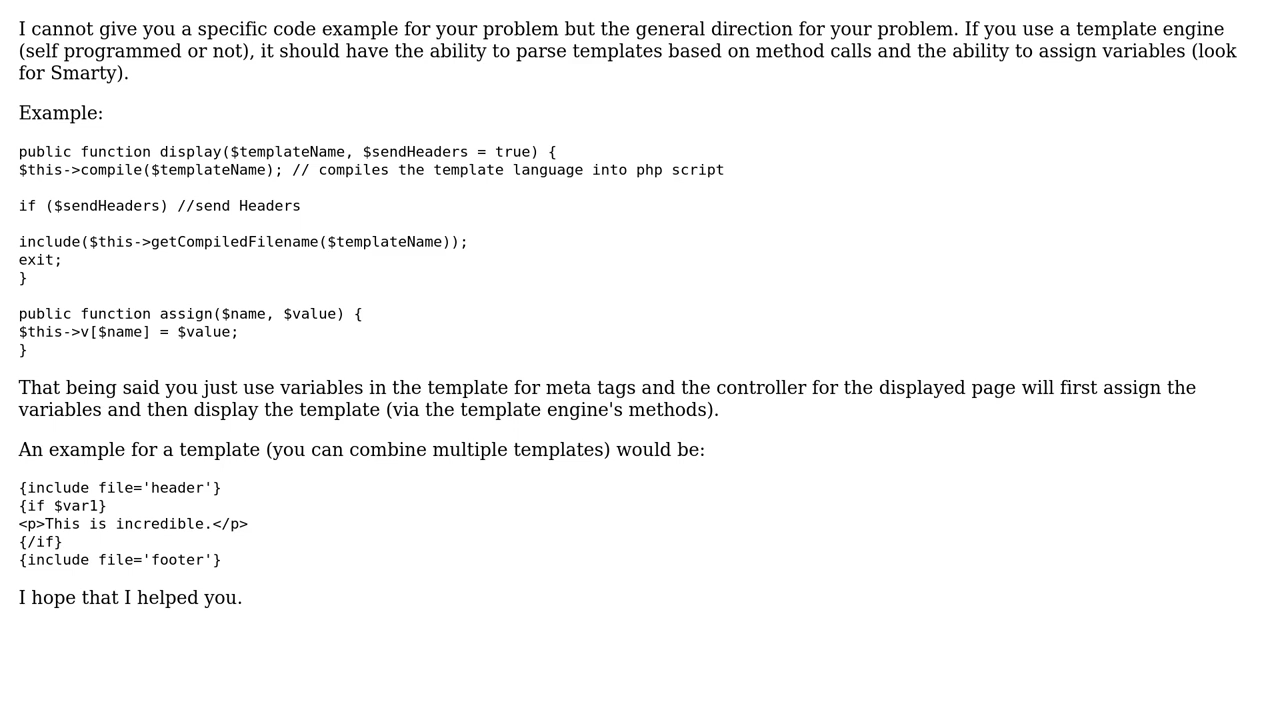 I cannot give you a specific code example for your problem but the general direction for your problem. If you use a template engine
(self programmed or not), it should have the ability to parse templates based on method calls and the ability to assign variables (look
for Smarty).
Example:
public function display($templateName, $sendHeaders = true) {
$this->compile($templateName); // compiles the template language into php script
if ($sendHeaders) //send Headers
include($this->getCompiledFilename($templateName));
exit;
}
public function assign($name, $value) {
$this->v[$name] = $value;
}
That being said you just use variables in the template for meta tags and the controller for the displayed page will first assign the
variables and then display the template (via the template engine's methods).
An example for a template (you can combine multiple templates) would be:
{include file='header'}
{if $var1}
<p>This is incredible.</p>
{/if}
{include file='footer'}
I hope that I helped you.